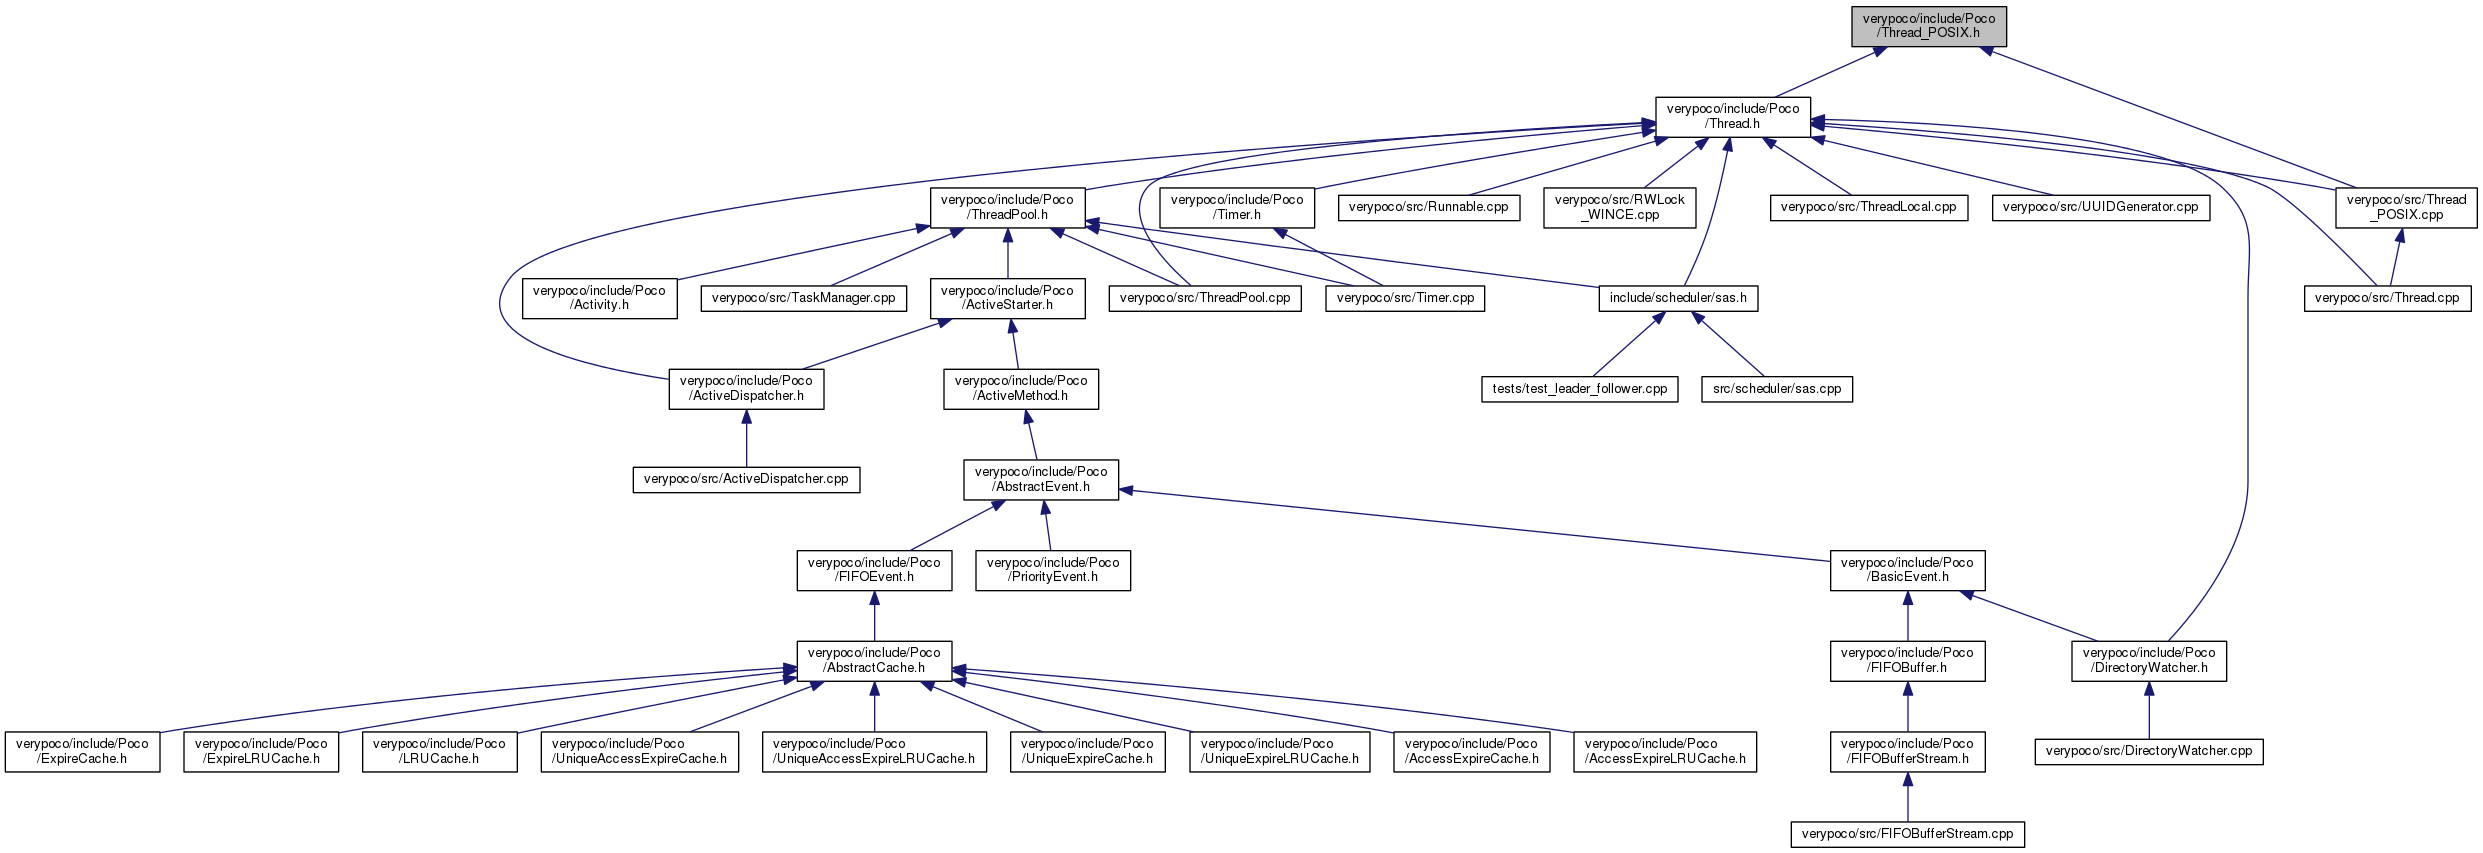 verypoco/include/Poco
/Thread_POSIX.h
verypoco/include/Poco
/Thread.h
verypoco/include/Poco
/ThreadPool.h
verypoco/include/Poco
/Timer.h
verypoco/src/Runnable.cpp
verypoco/src/RWLock
_WINCE.cpp
verypoco/src/ThreadLocal.cpp
verypoco/src/UUIDGenerator.cpp
verypoco/src/Thread
_POSIX.cpp
verypoco/include/Poco
/Activity.h
verypoco/src/TaskManager.cpp
verypoco/include/Poco
/ActiveStarter.h
verypoco/src/ThreadPool.cpp
verypoco/src/Timer.cpp
include/scheduler/sas.h
verypoco/src/Thread.cpp
verypoco/include/Poco
/ActiveDispatcher.h
verypoco/include/Poco
/ActiveMethod.h
tests/test_leader_follower.cpp
src/scheduler/sas.cpp
verypoco/src/ActiveDispatcher.cpp
verypoco/include/Poco
/AbstractEvent.h
verypoco/include/Poco
/FIFOEvent.h
verypoco/include/Poco
/PriorityEvent.h
verypoco/include/Poco
/BasicEvent.h
verypoco/include/Poco
/AbstractCache.h
verypoco/include/Poco
/FIFOBuffer.h
verypoco/include/Poco
/DirectoryWatcher.h
verypoco/include/Poco
/ExpireCache.h
verypoco/include/Poco
/ExpireLRUCache.h
verypoco/include/Poco
/LRUCache.h
verypoco/include/Poco
/UniqueAccessExpireCache.h
verypoco/include/Poco
/UniqueAccessExpireLRUCache.h
verypoco/include/Poco
/UniqueExpireCache.h
verypoco/include/Poco
/UniqueExpireLRUCache.h
verypoco/include/Poco
/AccessExpireCache.h
verypoco/include/Poco
/AccessExpireLRUCache.h
verypoco/include/Poco
/FIFOBufferStream.h
verypoco/src/DirectoryWatcher.cpp
verypoco/src/FIFOBufferStream.cpp